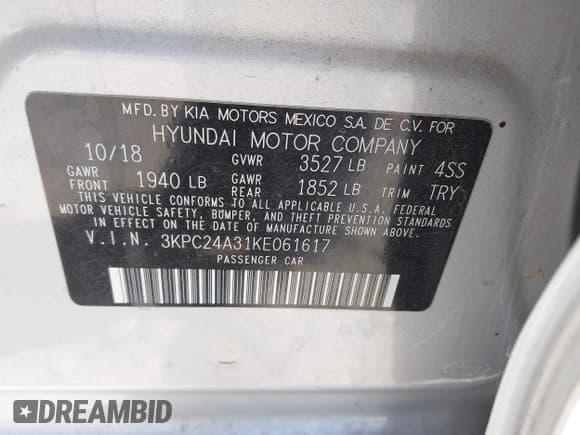 MFD. BY KIA MOTORS MEXICO S.A. DE C.V. FOR
HYUNDAI MOTOR COMPANY
10/18 GVWR 3527 LB PAINT 4SS
GAWR FRONT 1940 LB GAWR REAR 1852 LB TRIM TRY
THIS VEHICLE CONFORMS TO ALL APPLICABLE U.S.A. FEDERAL
MOTOR VEHICLE SAFETY, BUMPER, AND THEFT PREVENTION STANDARDS
IN EFFECT ON THE DATE OF MANUFACTURE SHOWN ABOVE.
V.I.N. 3KPC24A31KE061617
PASSENGER CAR
DREAMBID